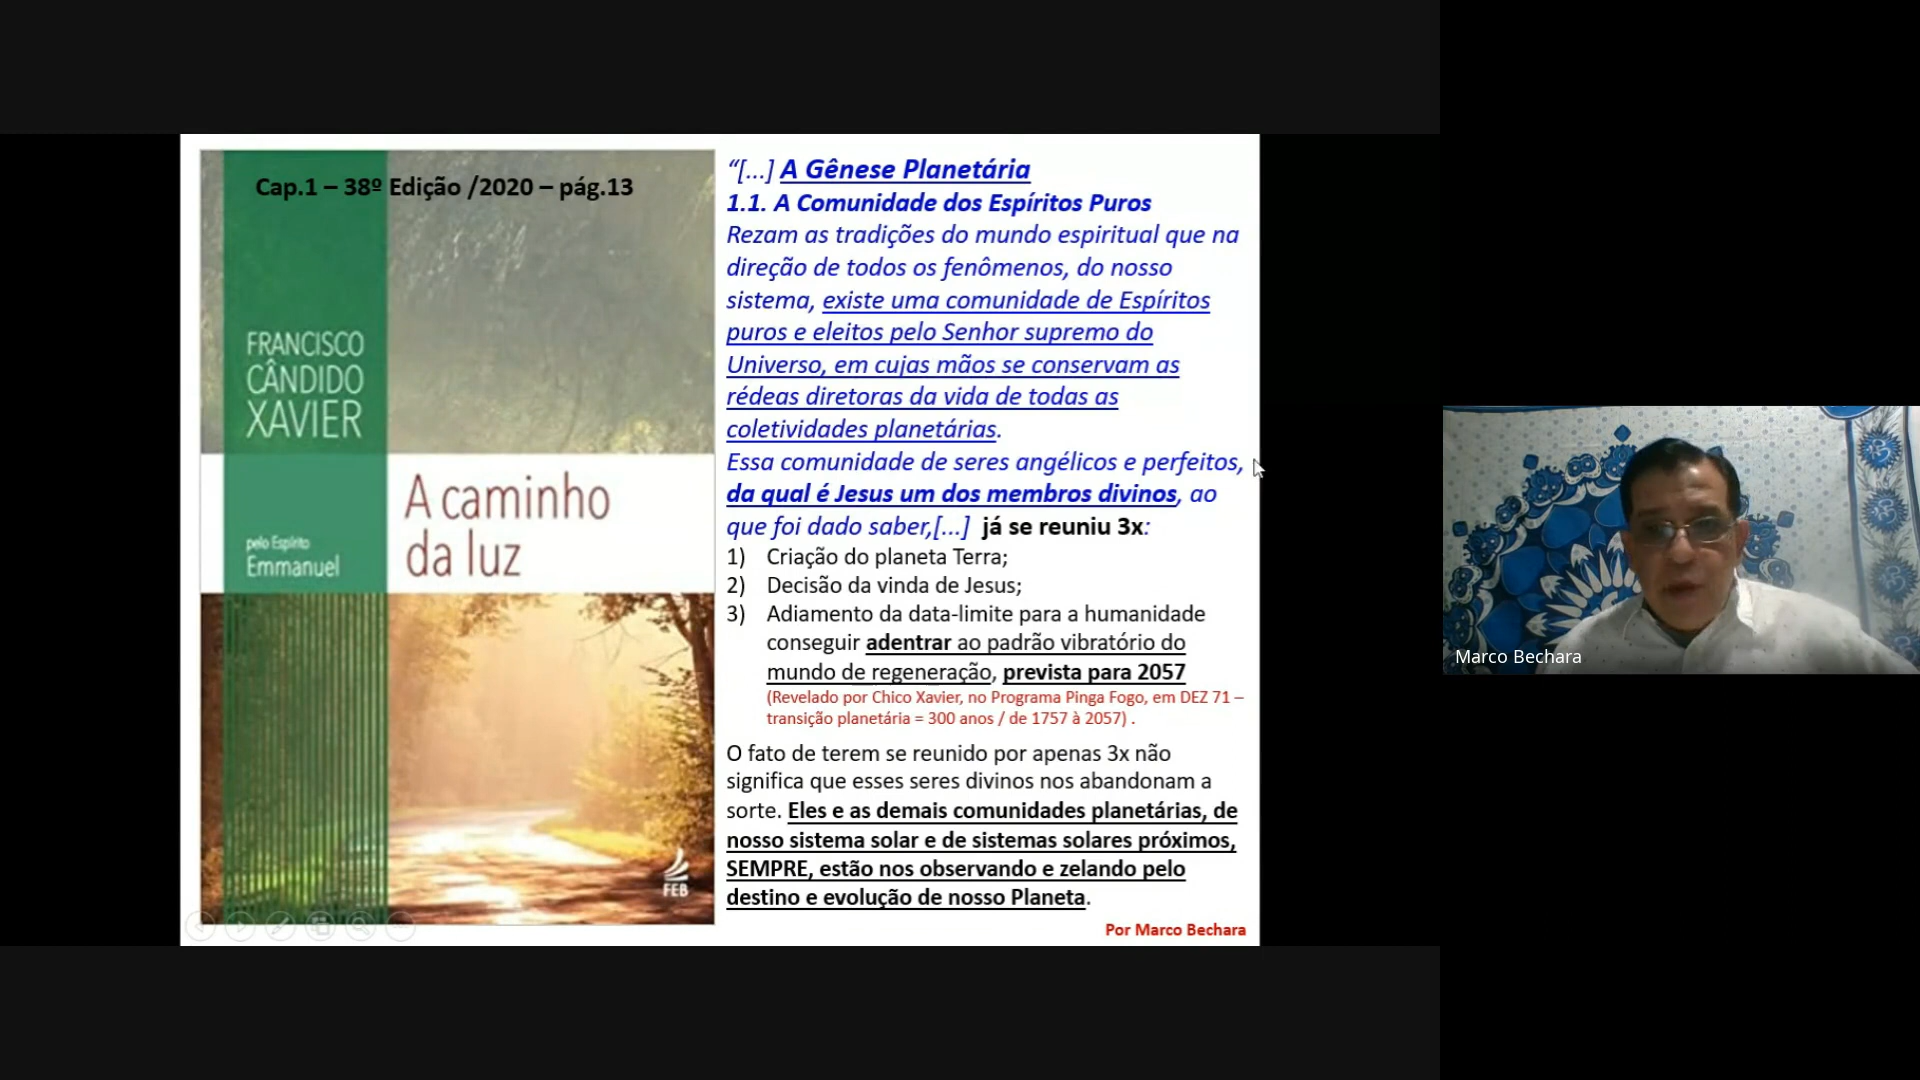 Cap.1 – 38º Edição /2020 – pág.13
FRANCISCO
CÂNDIDO
XAVIER
A caminho
da luz
pelo Espírito
Emmanuel
FEB
“[...] A Gênese Planetária
1.1. A Comunidade dos Espíritos Puros
Rezam as tradições do mundo espiritual que na
direção de todos os fenômenos, do nosso
sistema, existe uma comunidade de Espíritos
puros e eleitos pelo Senhor supremo do
Universo, em cujas mãos se conservam as
rédeas diretoras da vida de todas as
coletividades planetárias.
Essa comunidade de seres angélicos e perfeitos,
da qual é Jesus um dos membros divinos, ao
que foi dado saber,[...] já se reuniu 3x:
1) Criação do planeta Terra;
2) Decisão da vinda de Jesus;
3) Adiamento da data-limite para a humanidade
conseguir adentrar ao padrão vibratório do
mundo de regeneração, prevista para 2057
(Revelado por Chico Xavier, no Programa Pinga Fogo, em DEZ 71 –
transição planetária = 300 anos / de 1757 à 2057) .
O fato de terem se reunido por apenas 3x não
significa que esses seres divinos nos abandonam a
sorte. Eles e as demais comunidades planetárias, de
nosso sistema solar e de sistemas solares próximos,
SEMPRE, estão nos observando e zelando pelo
destino e evolução de nosso Planeta.
Por Marco Bechara
Marco Bechara